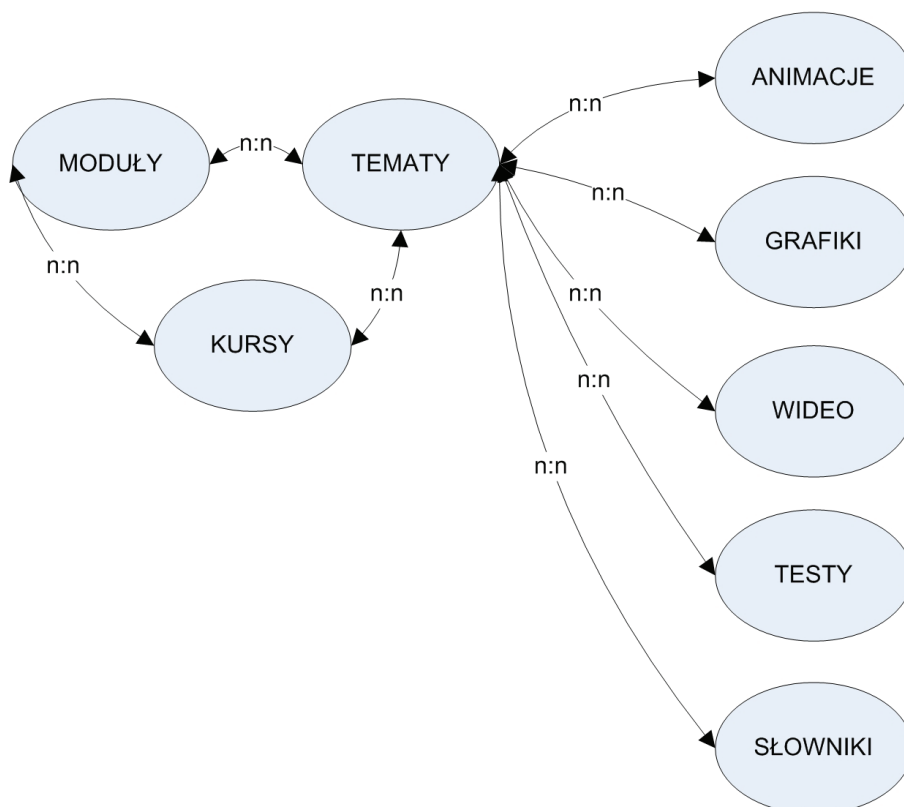 ANIMACJE
n:n
MODUŁY
n:n
TEMATY
n:n
GRAFIKI
n:n
n:n
n:n
KURSY
n:n
WIDEO
n:n
TESTY
SŁOWNIKI